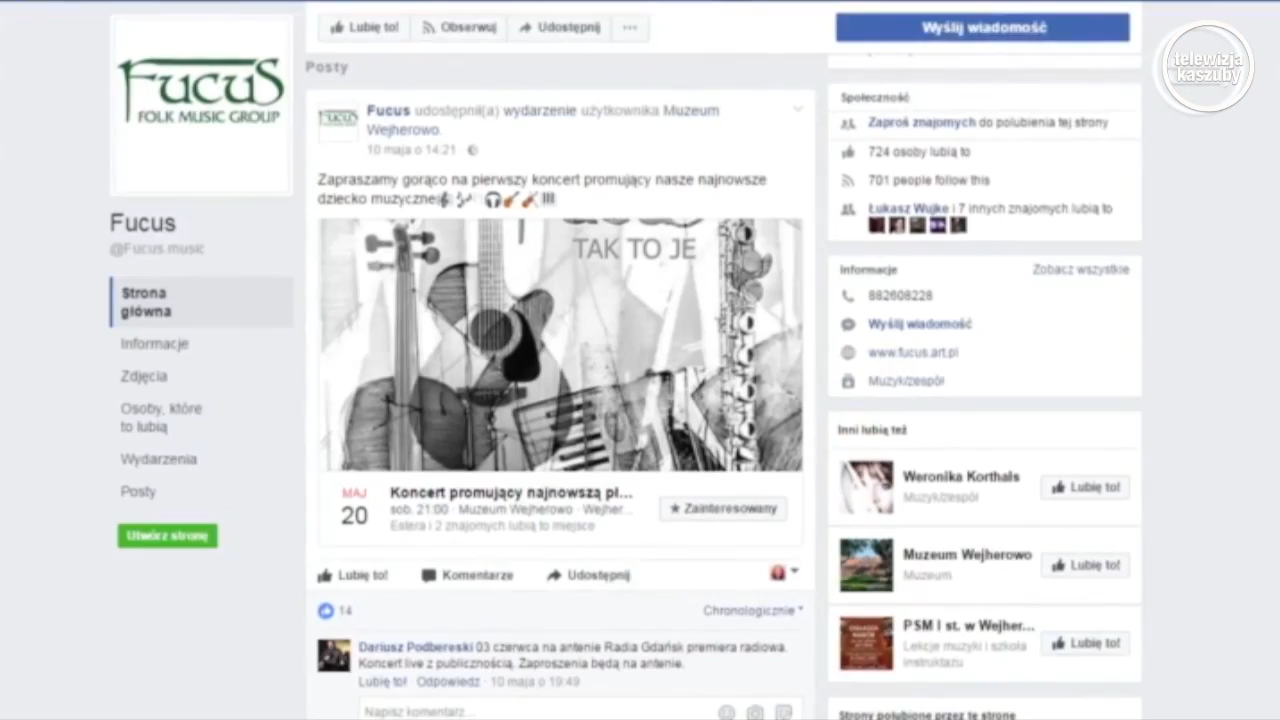 Lubię to!
Obserwuj
Udostępnij
Wyślij wiadomość
telewizja
kaszuby
FUCUS
FOLK MUSIC GROUP
Fucus
@Fucus.music
Strona
główna
Informacje
Zdjęcia
Osoby, które
to lubią
Wydarzenia
Posty
Utwórz stronę
Posty
FUCUS
Fucus udostępnił(a) wydarzenie użytkownika Muzeum
Wejherowo.
10 maja o 14:21
Zapraszamy gorąco na pierwszy koncert promujący nasze najnowsze
dziecko muzyczne
TAK TO JE
MAJ
20
Koncert promujący najnowszą pł...
sob. 21:00 · Muzeum Wejherowo · Wejher...
Estera i 2 znajomych lubią to miejsce
Zainteresowany
Lubię to!
Komentarze
Udostępnij
14
Chronologicznie
Dariusz Podbereski 03 czerwca na antenie Radia Gdańsk premiera radiowa.
Koncert live z publicznością. Zaproszenia będą na antenie.
Lubię to! · Odpowiedz · 10 maja o 19:49
Napisz komentarz...
Społeczność
Zaproś znajomych do polubienia tej strony
724 osoby lubią to
701 people follow this
Łukasz Wujke i 7 innych znajomych lubią to
Informacje
Zobacz wszystkie
882608228
Wyślij wiadomość
www.fucus.art.pl
Muzyk/zespół
Inni lubią też
Weronika Korthals
Muzyk/zespół
Lubię to!
Muzeum Wejherowo
Muzeum
Lubię to!
PSM I st. w Wejher...
Lekcje muzyki i szkoła
instruktażu
Lubię to!
Strony polubione przez tę stronę